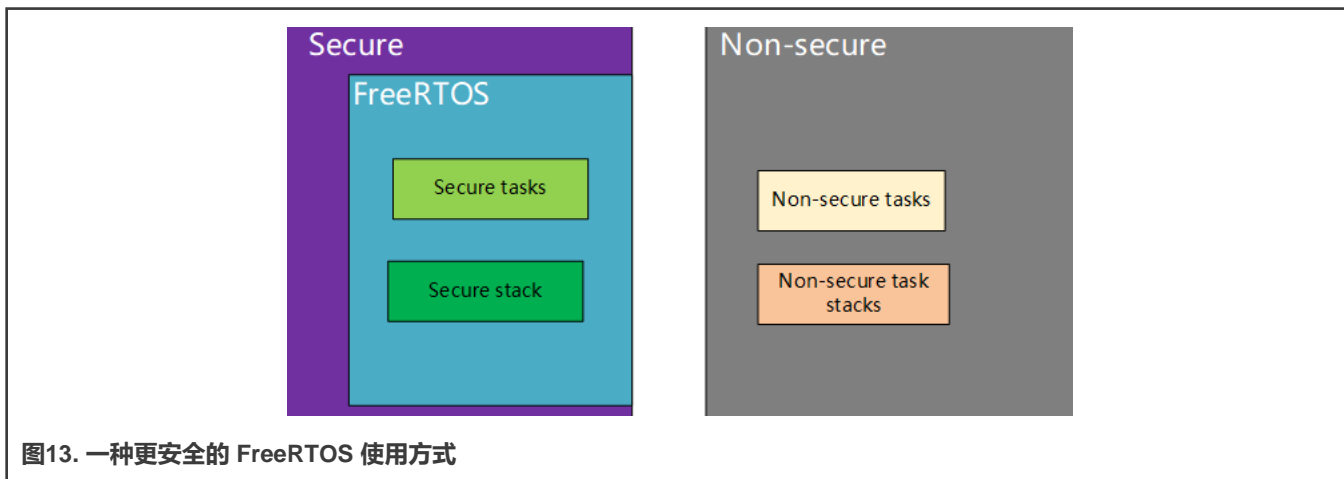 Secure
FreeRTOS
Secure tasks
Secure stack
Non-secure
Non-secure tasks
Non-secure task
stacks
图13. 一种更安全的 FreeRTOS 使用方式